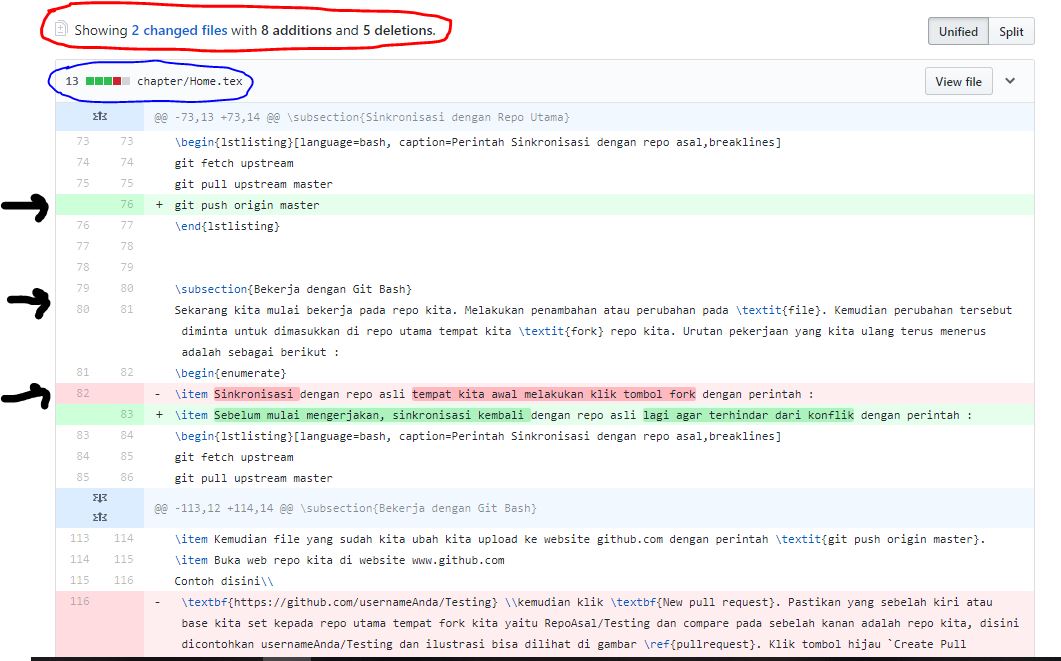 Showing 2 changed files with 8 additions and 5 deletions.
Unified Split
13 chapter/Home.tex
View file
@@ -73,13 +73,14 @@ \subsection{Sinkronisasi dengan Repo Utama}
73 73 \begin{lstlisting}[language=bash, caption=Perintah Sinkronisasi dengan repo asal,breaklines]
74 74 git fetch upstream
75 75 git pull upstream master
76 + git push origin master
76 77 \end{lstlisting}
77 78
78 79
79 80 \subsection{Bekerja dengan Git Bash}
80 81 Sekarang kita mulai bekerja pada repo kita. Melakukan penambahan atau perubahan pada \textit{file}. Kemudian perubahan tersebut
diminta untuk dimasukkan di repo utama tempat kita \textit{fork} repo kita. Urutan pekerjaan yang kita ulang terus menerus
adalah sebagai berikut :
81 82 \begin{enumerate}
82 - \item Sinkronisasi dengan repo asli tempat kita awal melakukan klik tombol fork dengan perintah :
83 + \item Sebelum mulai mengerjakan, sinkronisasi kembali dengan repo asli lagi agar terhindar dari konflik dengan perintah :
83 84 \begin{lstlisting}[language=bash, caption=Perintah Sinkronisasi dengan repo asal,breaklines]
84 85 git fetch upstream
85 86 git pull upstream master
@@ -113,12 +114,14 @@ \subsection{Bekerja dengan Git Bash}
113 114 \item Kemudian file yang sudah kita ubah kita upload ke website github.com dengan perintah \textit{git push origin master}.
114 115 \item Buka web repo kita di website www.github.com
115 116 Contoh disini\\
116 - \textbf{https://github.com/usernameAnda/Testing} \\kemudian klik \textbf{New pull request}. Pastikan yang sebelah kiri atau
base kita set kepada repo utama tempat fork kita yaitu RepoAsal/Testing dan compare pada sebelah kanan adalah repo kita, disini
dicontohkan usernameAnda/Testing dan ilustrasi bisa dilihat di gambar \ref{pullrequest}. Klik tombol hijau `Create Pull